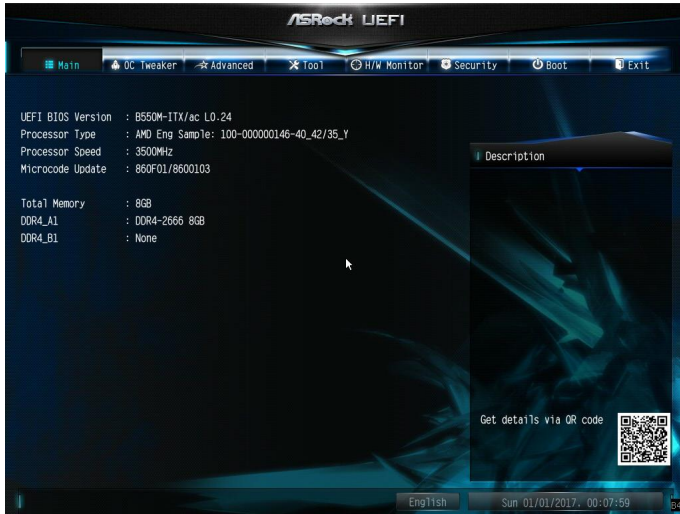 ASRock UEFI
Main OC Tweaker Advanced Tool H/W Monitor Security Boot Exit
UEFI BIOS Version : B550M-ITX/ac L0.24
Processor Type : AMD Eng Sample: 100-000000146-40_42/35_Y
Processor Speed : 3500MHz
Microcode Update : 860F01/8600103
Total Memory : 8GB
DDR4_A1 : DDR4-2666 8GB
DDR4_B1 : None
Description
Get details via QR code
English Sun 01/01/2017. 00:07:59